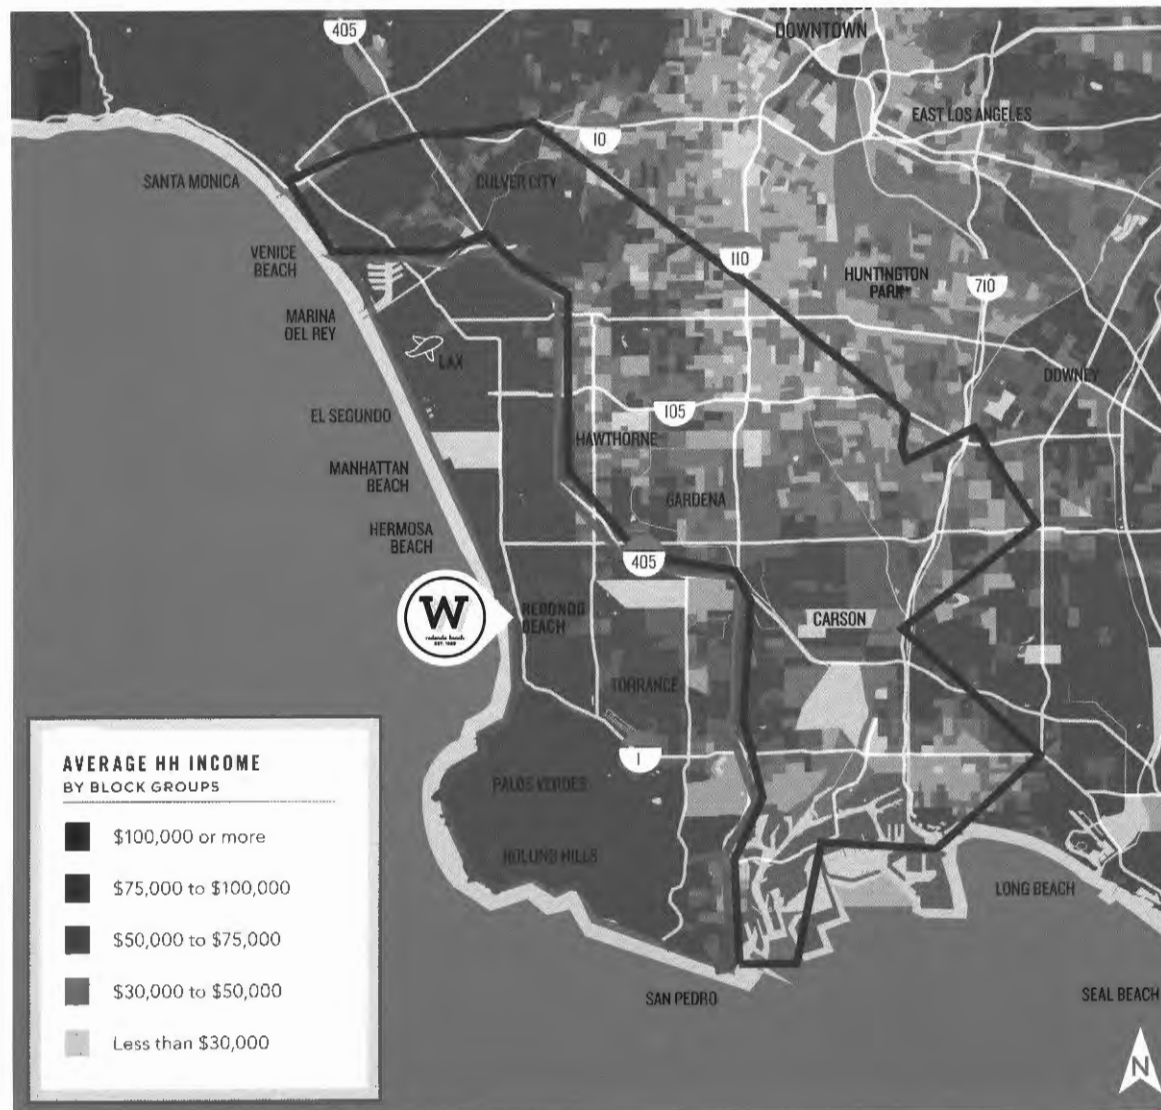 405
DOWNTOWN
EAST LOS ANGELES
10
SANTA MONICA
CULVER CITY
VENICE
BEACH
110
HUNTINGTON
PARK
710
MARINA
DEL REY
LAX
DOWNEY
105
EL SEGUNDO
HAWTHORNE
MANHATTAN
BEACH
GARDENA
HERMOSA
BEACH
405
W
redondo beach
REDONDO
BEACH
CARSON
TORRANCE
1
PALOS VERDES
LONG BEACH
SAN PEDRO
SEAL BEACH
N
AVERAGE HH INCOME
BY BLOCK GROUPS
$100,000 or more
$75,000 to $100,000
$50,000 to $75,000
$30,000 to $50,000
Less than $30,000